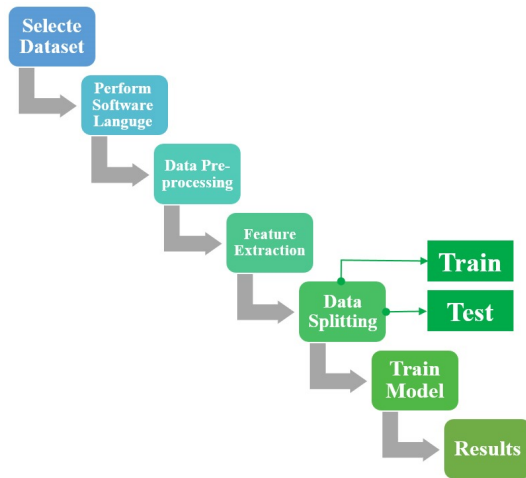 Selecte
Dataset
Perform
Software
Languge
Data Pre-
processing
Feature
Extraction
Train
Data
Splitting
Test
Train
Model
Results